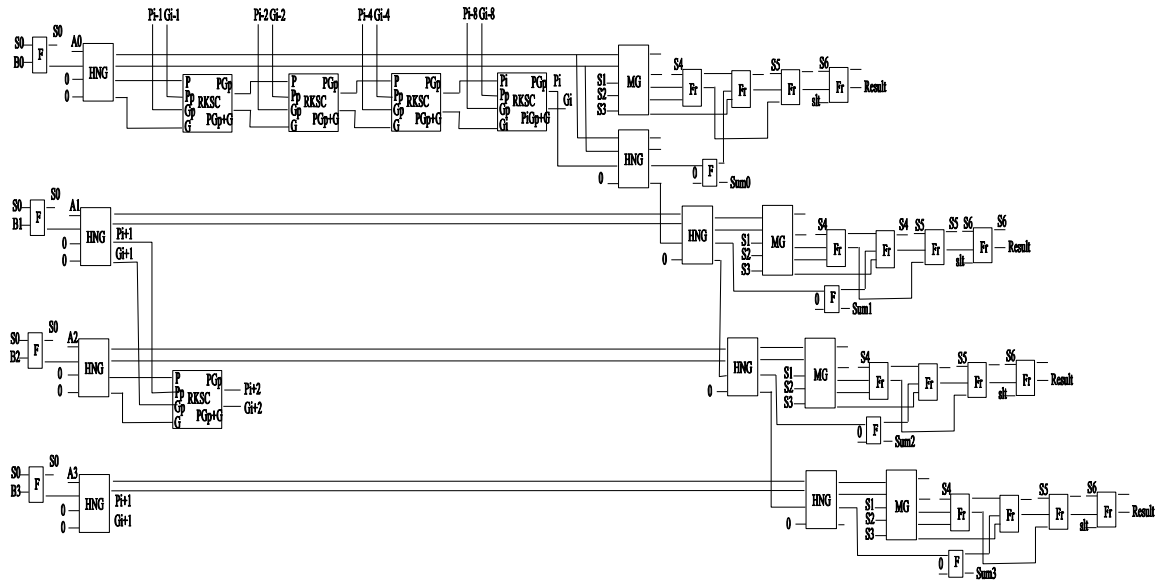 Pi-1 Gi-1 Pi-2 Gi-2 Pi-4 Gi-4 Pi-8 Gi-8
S0 S0 F B0 A0 0 0 HNG
P Pp Gp G RKSC PGp PGp+G
P Pp Gp G RKSC PGp PGp+G
P Pp Gp G RKSC PGp PGp+G
Pi Pp Gp Gi RKSC PGp PiGp+G Pi Gi
S1 S2 S3 MG S4 Fr Fr S5 Fr S6 slt Fr Result
0 HNG 0 F Sum0
S0 S0 F B1 A1 0 0 HNG Pi+1 Gi+1
0 HNG S1 S2 S3 MG S4 Fr Fr S4 S5 Fr S5 S6 slt Fr S6 Result
0 F Sum1
S0 S0 F B2 A2 0 0 HNG
P Pp Gp G RKSC PGp PGp+G Pi+2 Gi+2
0 HNG S1 S2 S3 MG S4 Fr Fr S5 Fr S6 slt Fr Result
0 F Sum2
S0 S0 F B3 A3 0 0 HNG Pi+1 Gi+1
0 HNG S1 S2 S3 MG S4 Fr Fr S5 Fr S6 slt Fr Result
0 F Sum3